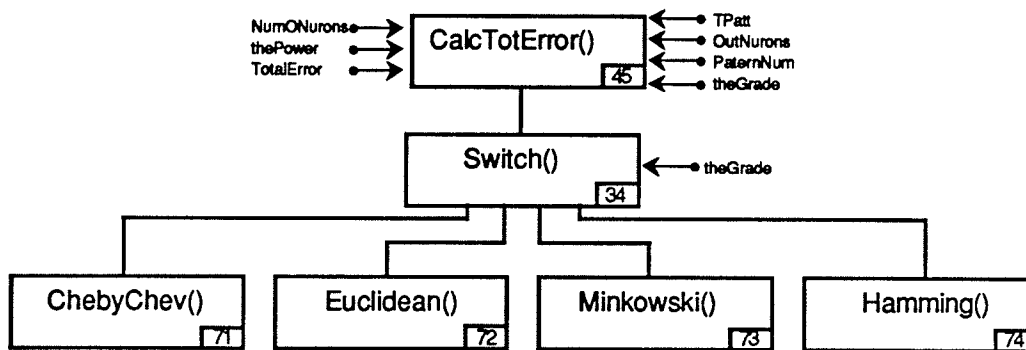 NumONurons
thePower
TotalError
CalcTotError()
45
TPatt
OutNurons
PaternNum
theGrade
Switch()
34
theGrade
ChebyChev()
71
Euclidean()
72
Minkowski()
73
Hamming()
74